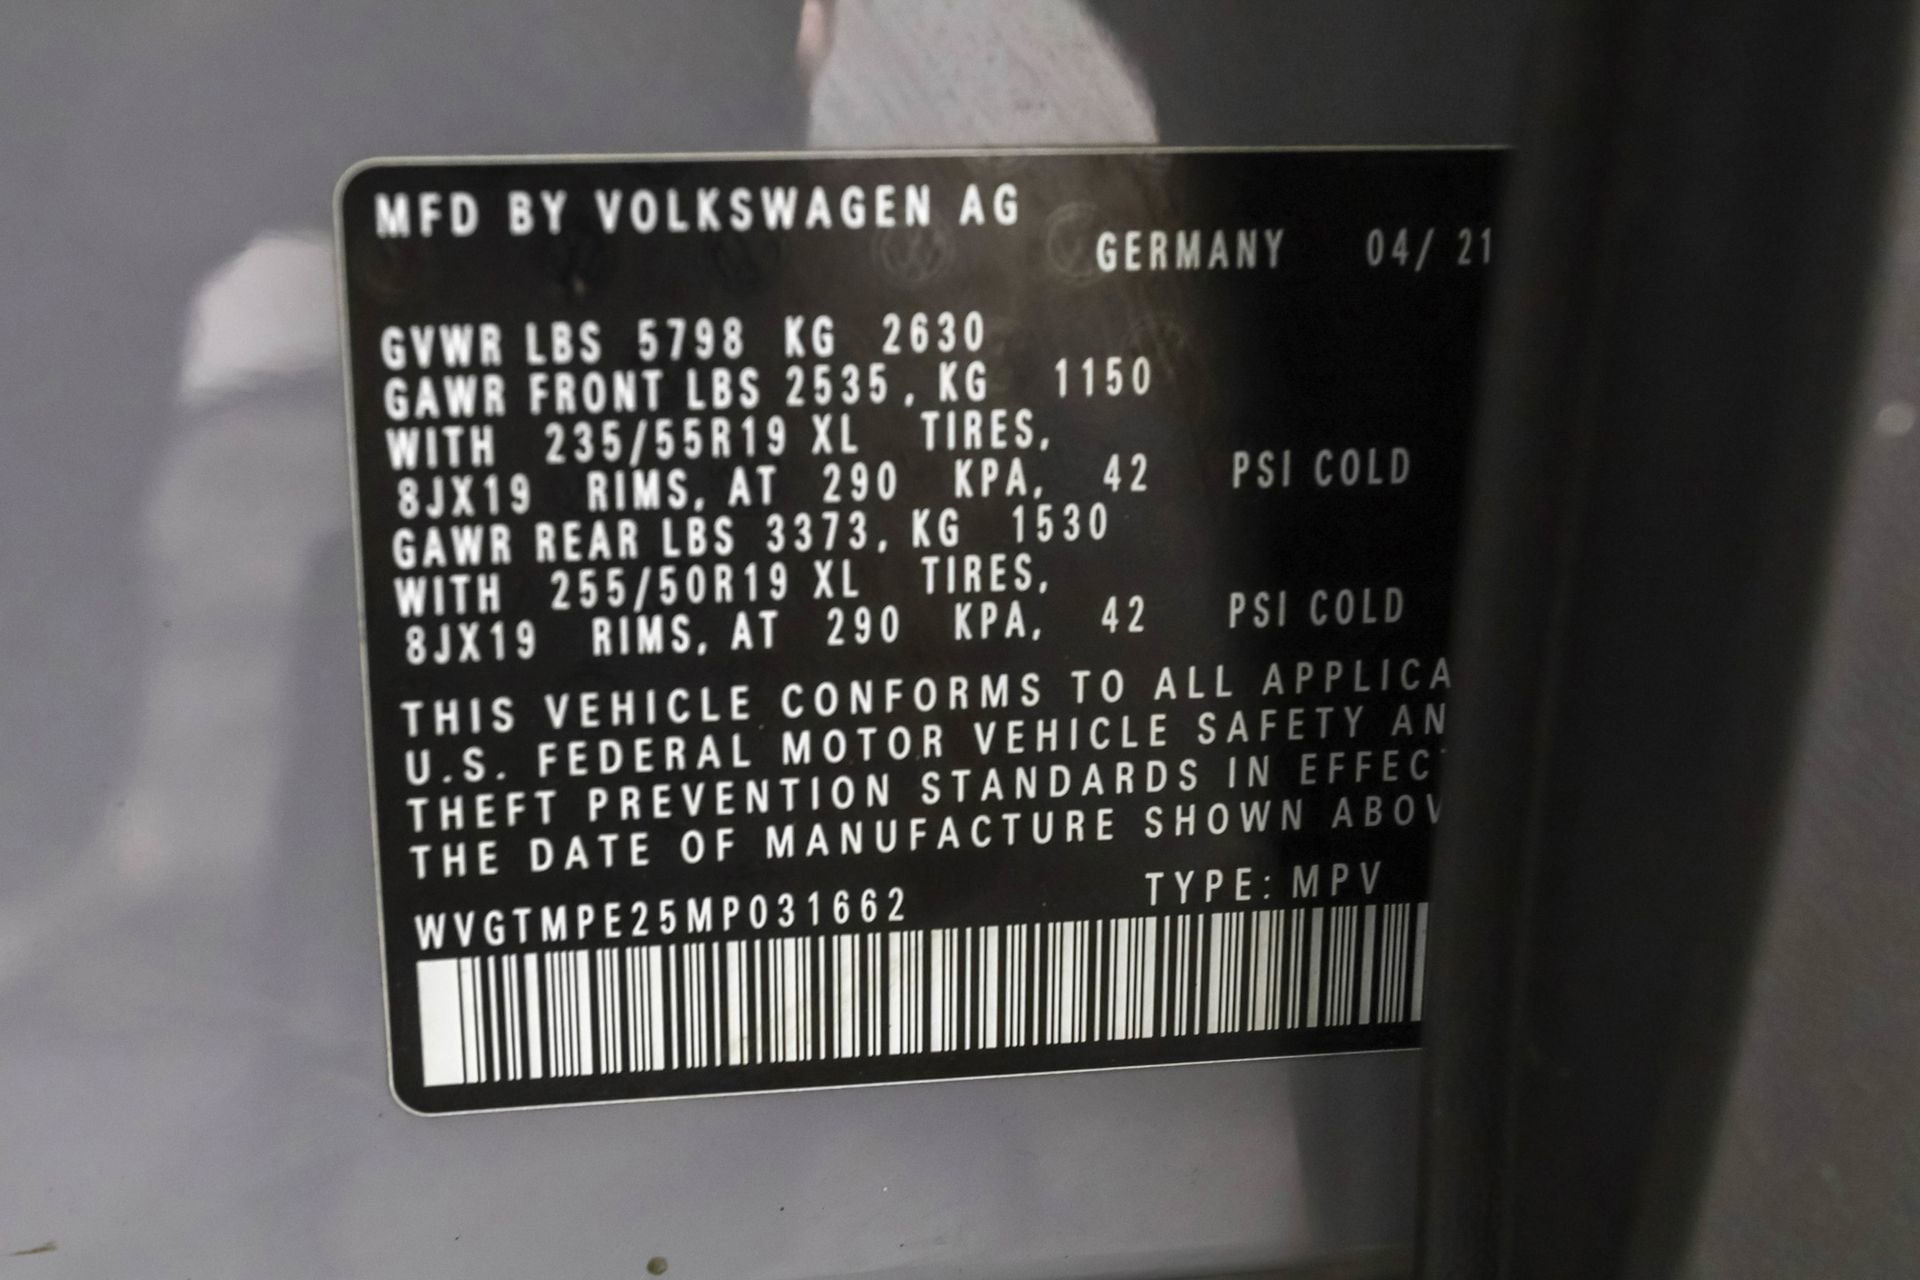 MFD BY VOLKSWAGEN AG
GERMANY 04/ 21
GVWR LBS 5798 KG 2630
GAWR FRONT LBS 2535, KG 1150
WITH 235/55R19 XL TIRES,
8JX19 RIMS, AT 290 KPA, 42 PSI COLD
GAWR REAR LBS 3373, KG 1530
WITH 255/50R19 XL TIRES,
8JX19 RIMS, AT 290 KPA, 42 PSI COLD
THIS VEHICLE CONFORMS TO ALL APPLICA
U.S. FEDERAL MOTOR VEHICLE SAFETY AN
THEFT PREVENTION STANDARDS IN EFFEC
THE DATE OF MANUFACTURE SHOWN ABOV
WVGTMPE25MP031662 TYPE: MPV